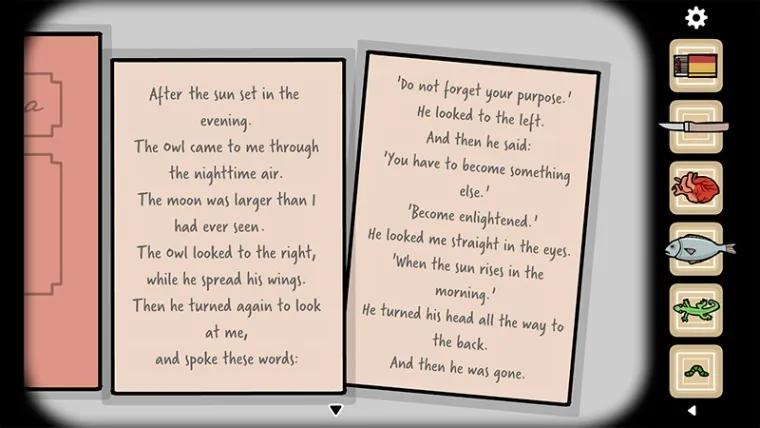 a
After the sun set in the
evening.
The Owl came to me through
the nighttime air.
The moon was larger than I
had ever seen.
The Owl looked to the right,
while he spread his wings.
Then he turned again to look
at me,
and spoke these words:
'Do not forget your purpose.'
He looked to the left.
And then he said:
'You have to become something
else.'
'Become enlightened.'
He looked me straight in the eyes.
'When the sun rises in the
morning.'
He turned his head all the way to
the back.
And then he was gone.